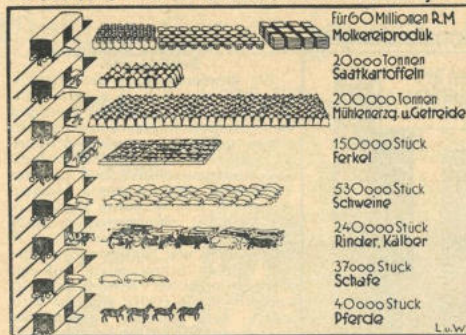 Für 60 Millionen R.M
Molkereiproduk
20000 Tonnen
Saatkartoffeln
200000 Tonnen
Mühlenerzg. u. Getreide
150000 Stück
Ferkel
530000 Stück
Schweine
240000 Stück
Rinder, Kälber
37000 Stück
Schafe
40000 Stück
Pferde
L.u.W.